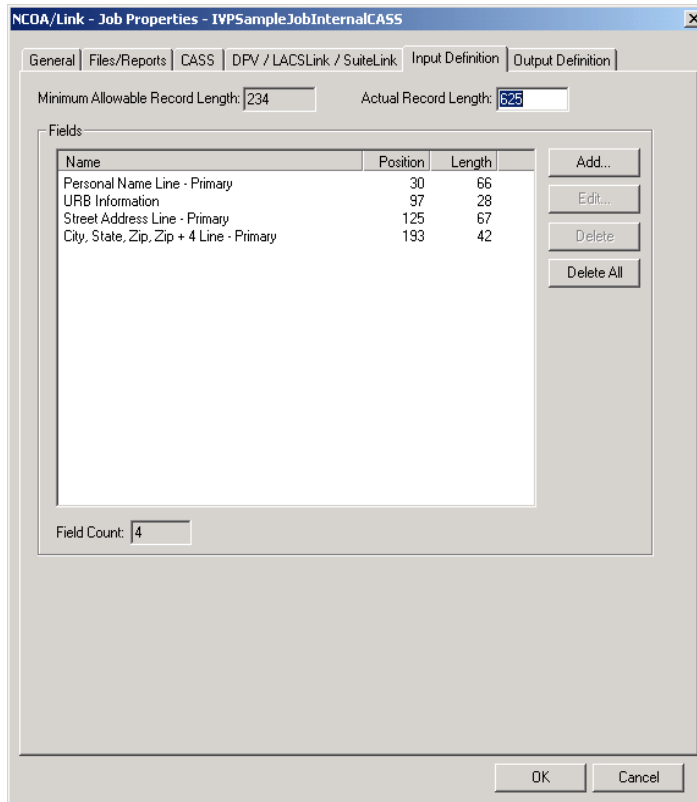 NCOA/Link - Job Properties - IVPSampleJobInternalCASS
General Files/Reports CASS DPV / LACSLink / SuiteLink Input Definition Output Definition
Minimum Allowable Record Length: 234 Actual Record Length: 625
Fields
Name Position Length
Personal Name Line - Primary 30 66
URB Information 97 28
Street Address Line - Primary 125 67
City, State, Zip, Zip + 4 Line - Primary 193 42
Add...
Edit...
Delete
Delete All
Field Count: 4
OK Cancel